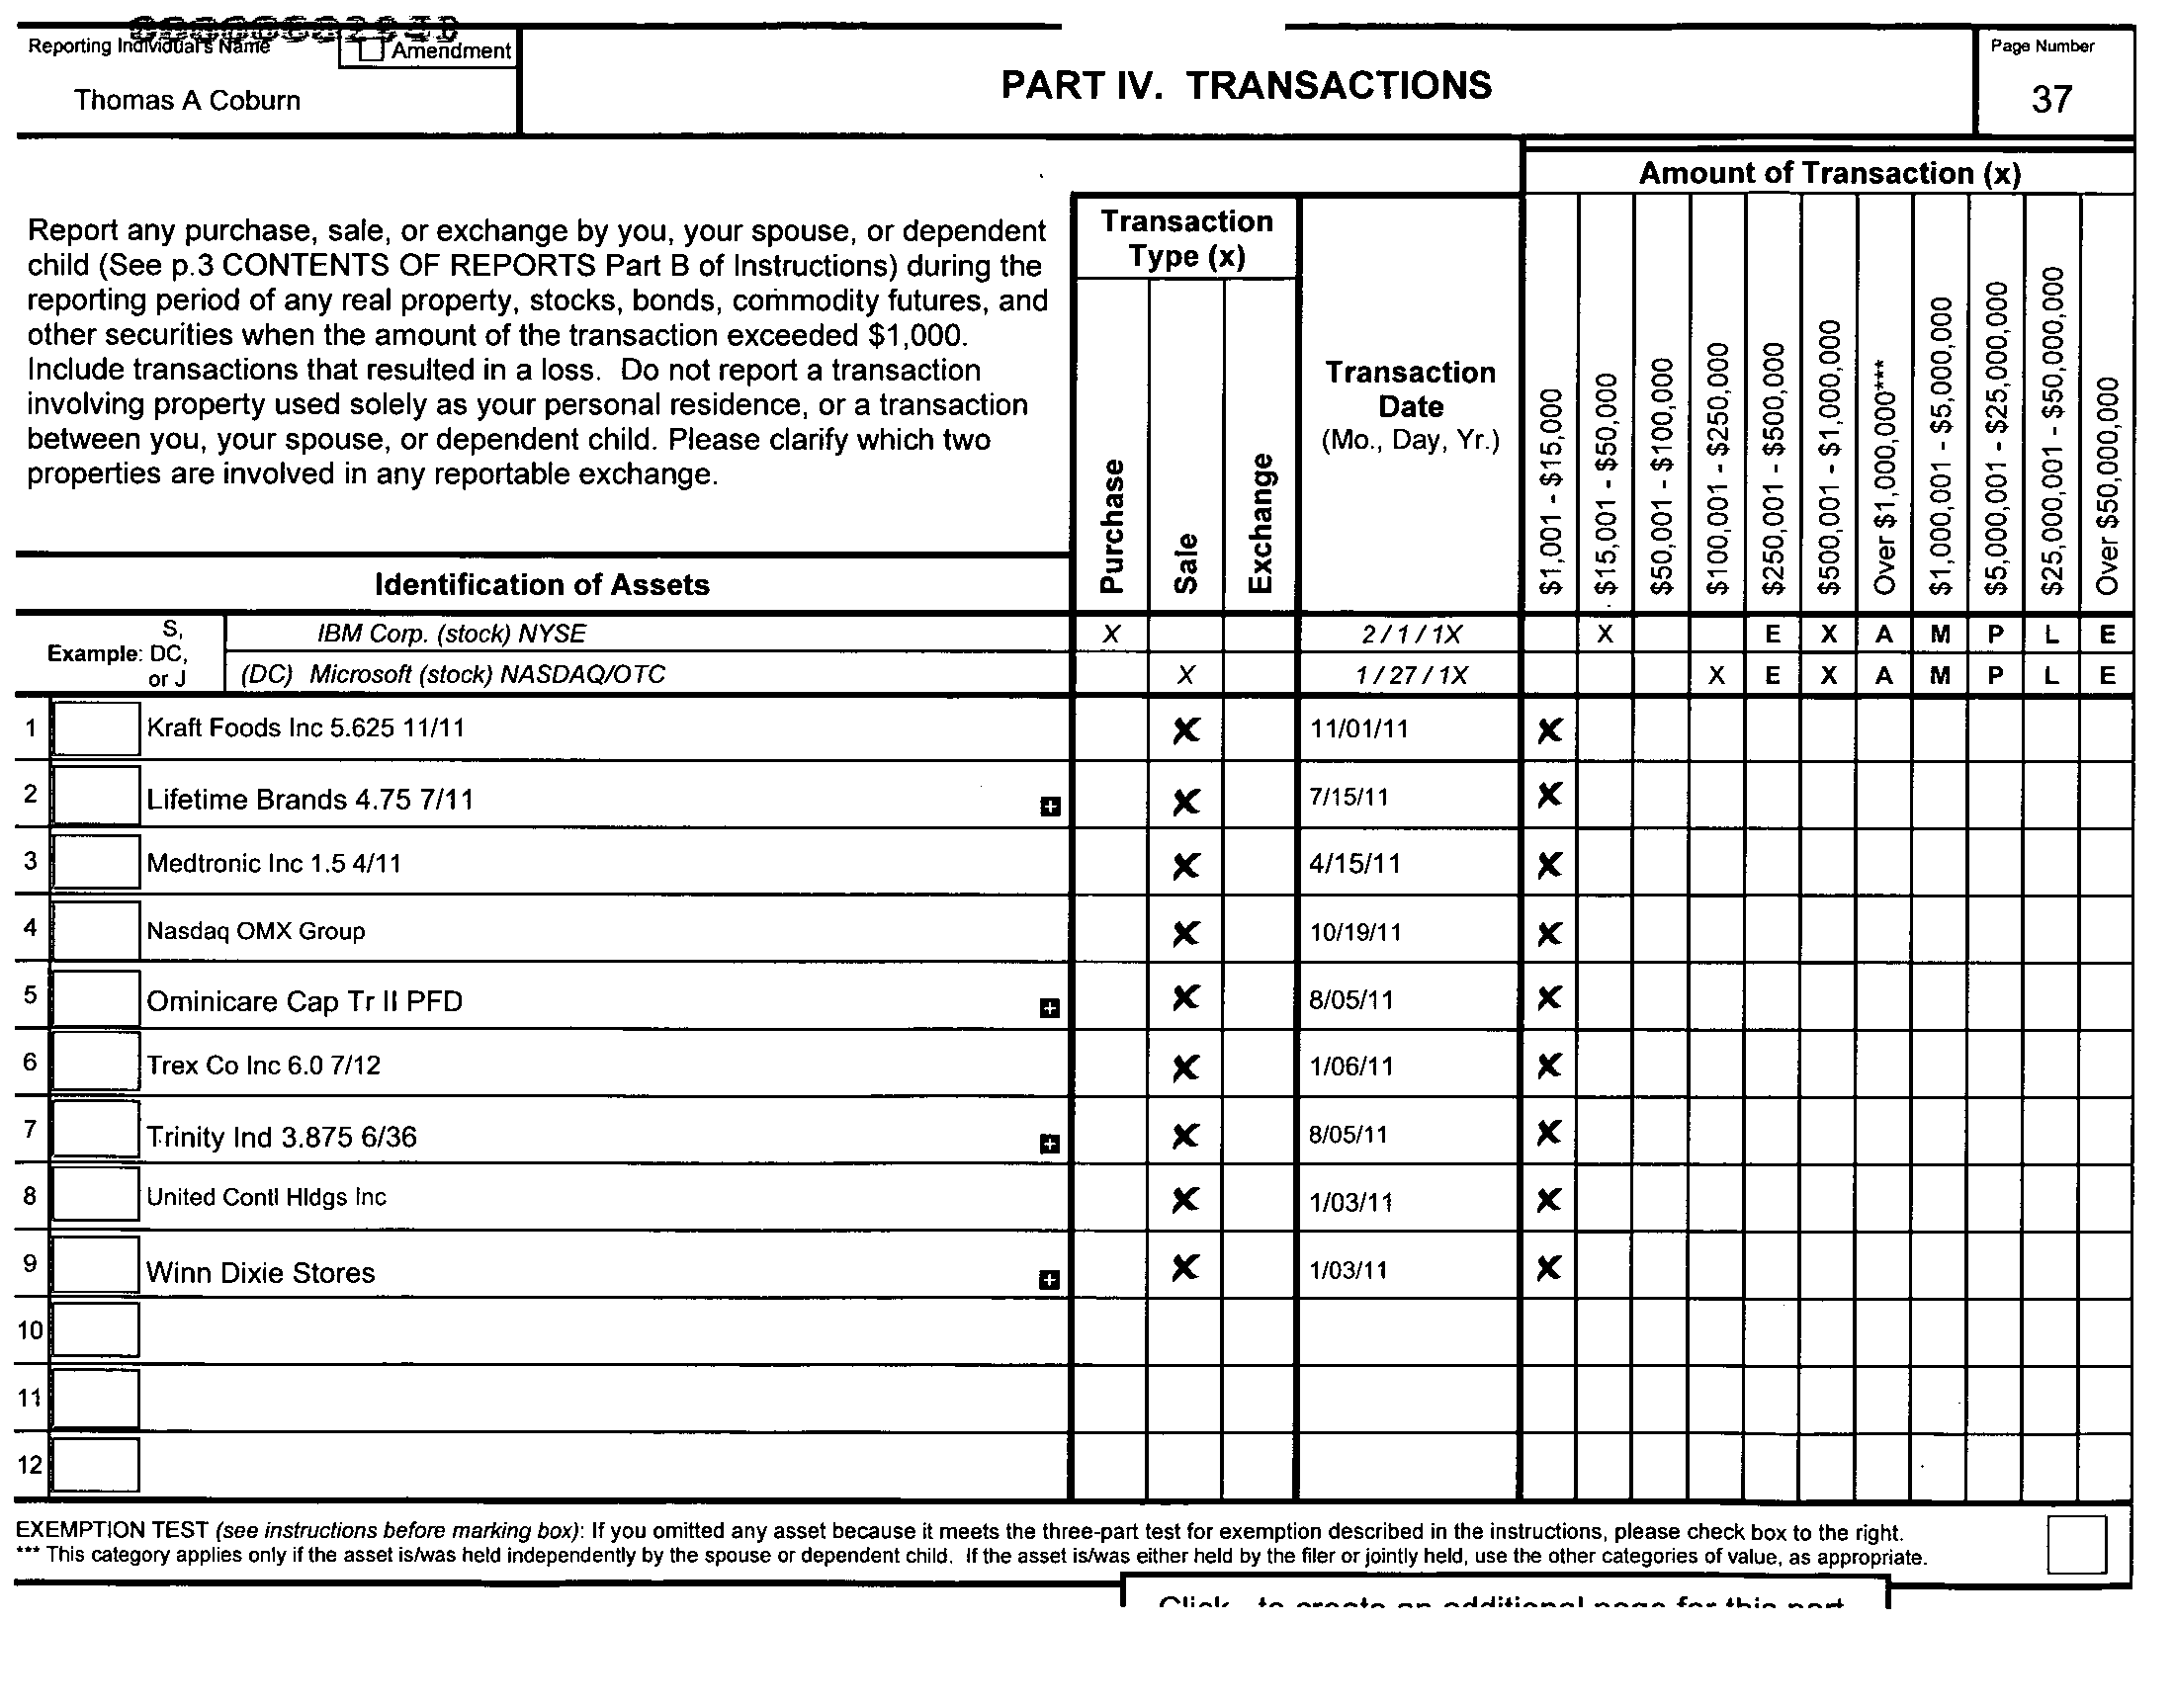 Reporting Individual's Name
Amendment
Thomas A Coburn
PART IV. TRANSACTIONS
Page Number
37
Amount of Transaction (x)
Report any purchase, sale, or exchange by you, your spouse, or dependent
child (See p.3 CONTENTS OF REPORTS Part B of Instructions) during the
reporting period of any real property, stocks, bonds, commodity futures, and
other securities when the amount of the transaction exceeded $1,000.
Include transactions that resulted in a loss. Do not report a transaction
involving property used solely as your personal residence, or a transaction
between you, your spouse, or dependent child. Please clarify which two
properties are involved in any reportable exchange.
Transaction
Type (x)
Purchase
Sale
Exchange
Transaction
Date
(Mo., Day, Yr.)
$1,001 - $15,000
$15,001 - $50,000
$50,001 - $100,000
$100,001 - $250,000
$250,001 - $500,000
$500,001 - $1,000,000
Over $1,000,000***
$1,000,001 - $5,000,000
$5,000,001 - $25,000,000
$25,000,001 - $50,000,000
Over $50,000,000
Identification of Assets
Example: S, DC, or J
IBM Corp. (stock) NYSE X 2 / 1 / 1X X E X A M P L E
(DC) Microsoft (stock) NASDAQ/OTC X 1 / 27 / 1X X E X A M P L E
1 Kraft Foods Inc 5.625 11/11 X 11/01/11 X
2 Lifetime Brands 4.75 7/11 + X 7/15/11 X
3 Medtronic Inc 1.5 4/11 X 4/15/11 X
4 Nasdaq OMX Group X 10/19/11 X
5 Ominicare Cap Tr II PFD + X 8/05/11 X
6 Trex Co Inc 6.0 7/12 X 1/06/11 X
7 Trinity Ind 3.875 6/36 + X 8/05/11 X
8 United Contl Hldgs Inc X 1/03/11 X
9 Winn Dixie Stores + X 1/03/11 X
10
11
12
EXEMPTION TEST (see instructions before marking box): If you omitted any asset because it meets the three-part test for exemption described in the instructions, please check box to the right.
*** This category applies only if the asset is/was held independently by the spouse or dependent child. If the asset is/was either held by the filer or jointly held, use the other categories of value, as appropriate.
Click to create an additional page for this part